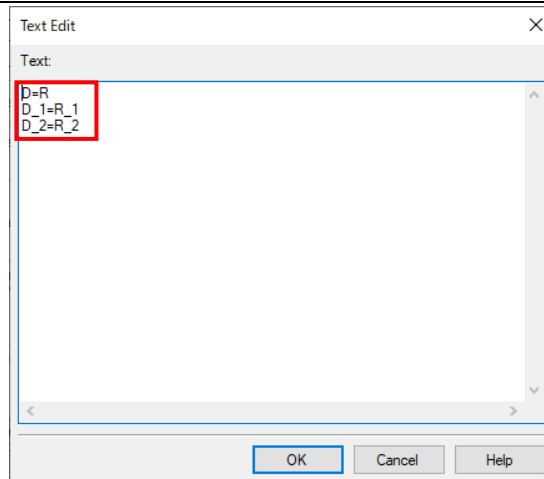 Text Edit
Text:
D=R
D_1=R_1
D_2=R_2
OK
Cancel
Help